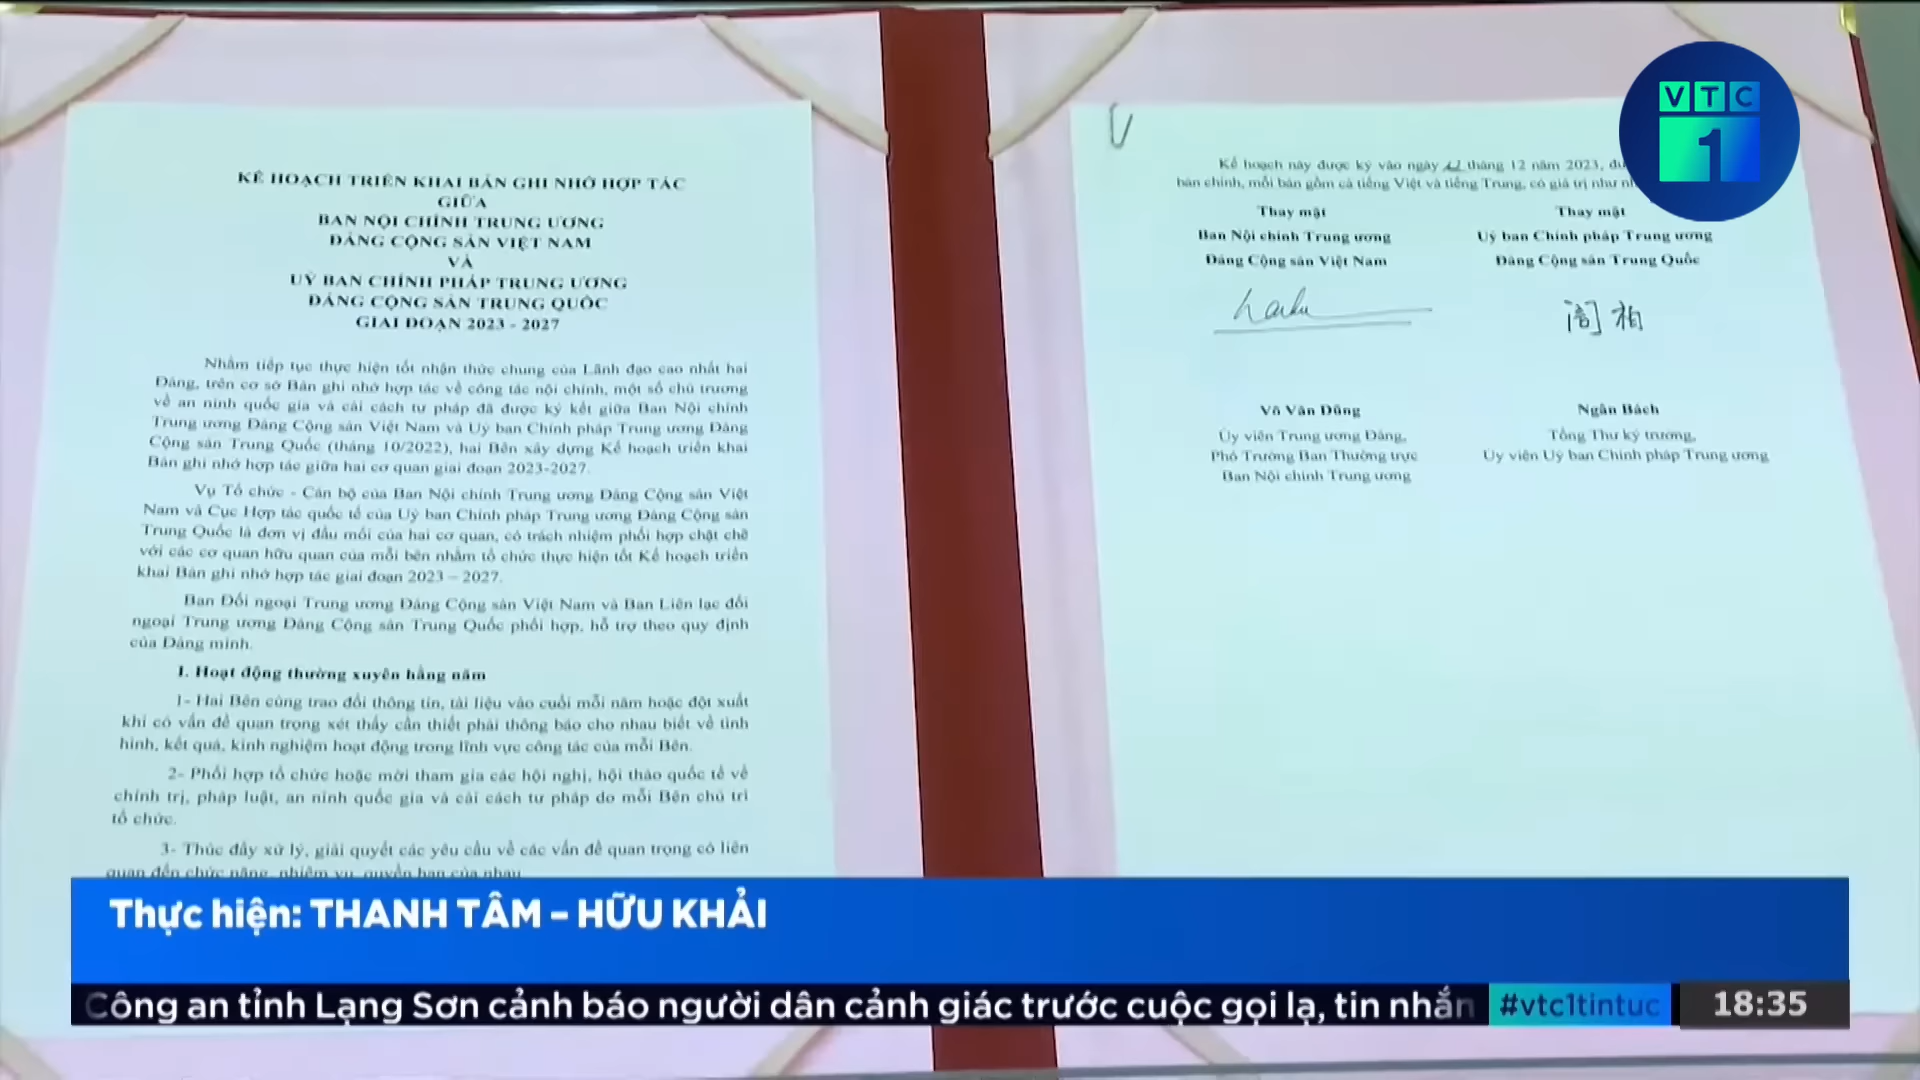 KẾ HOẠCH TRIỂN KHAI BẢN GHI NHỚ HỢP TÁC
GIỮA
BAN NỘI CHÍNH TRUNG ƯƠNG
ĐẢNG CỘNG SẢN VIỆT NAM
VÀ
UỶ BAN CHÍNH PHÁP TRUNG ƯƠNG
ĐẢNG CỘNG SẢN TRUNG QUỐC
GIAI ĐOẠN 2023 - 2027
Nhằm tiếp tục thực hiện tốt nhận thức chung của Lãnh đạo cao nhất hai
Đảng, trên cơ sở Bản ghi nhớ hợp tác về công tác nội chính, một số chủ trương
về an ninh quốc gia và cải cách tư pháp đã được ký kết giữa Ban Nội chính
Trung ương Đảng Cộng sản Việt Nam và Uỷ ban Chính pháp Trung ương Đảng
Cộng sản Trung Quốc (tháng 10/2022), hai Bên xây dựng Kế hoạch triển khai
Bản ghi nhớ hợp tác giữa hai cơ quan giai đoạn 2023-2027.
Vụ Tổ chức - Cán bộ của Ban Nội chính Trung ương Đảng Cộng sản Việt
Nam và Cục Hợp tác quốc tế của Uỷ ban Chính pháp Trung ương Đảng Cộng sản
Trung Quốc là đơn vị đầu mối của hai cơ quan, có trách nhiệm phối hợp chặt chẽ
với các cơ quan hữu quan của mỗi bên nhằm tổ chức thực hiện tốt Kế hoạch triển
khai Bản ghi nhớ hợp tác giai đoạn 2023 – 2027.
Ban Đối ngoại Trung ương Đảng Cộng sản Việt Nam và Ban Liên lạc đối
ngoại Trung ương Đảng Cộng sản Trung Quốc phối hợp, hỗ trợ theo quy định
của Đảng mình.
I. Hoạt động thường xuyên hằng năm
1- Hai Bên cùng trao đổi thông tin, tài liệu vào cuối mỗi năm hoặc đột xuất
khi có vấn đề quan trọng xét thấy cần thiết phải thông báo cho nhau biết về tình
hình, kết quả, kinh nghiệm hoạt động trong lĩnh vực công tác của mỗi Bên.
2- Phối hợp tổ chức hoặc mời tham gia các hội nghị, hội thảo quốc tế về
chính trị, pháp luật, an ninh quốc gia và cải cách tư pháp do mỗi Bên chủ trì
tổ chức.
3- Thúc đẩy xử lý, giải quyết các yêu cầu về các vấn đề quan trọng có liên
quan đến chức năng, nhiệm vụ, quyền hạn của nhau
Kế hoạch này được ký vào ngày tháng 12 năm 2023,
bản chính, mỗi bản gồm cả tiếng Việt và tiếng Trung, có giá trị như
Thay mặt
Ban Nội chính Trung ương
Đảng Cộng sản Việt Nam
Võ Văn Dũng
Ủy viên Trung ương Đảng,
Phó Trưởng Ban Thường trực
Ban Nội chính Trung ương
Thay mặt
Uỷ ban Chính pháp Trung ương
Đảng Cộng sản Trung Quốc
訚柏
Ngân Bách
Tổng Thư ký trưởng,
Ủy viên Uỷ ban Chính pháp Trung ương
VTC
1
Thực hiện: THANH TÂM – HỮU KHẢI
Công an tỉnh Lạng Sơn cảnh báo người dân cảnh giác trước cuộc gọi lạ, tin nhắn
#vtc1tintuc
18:35